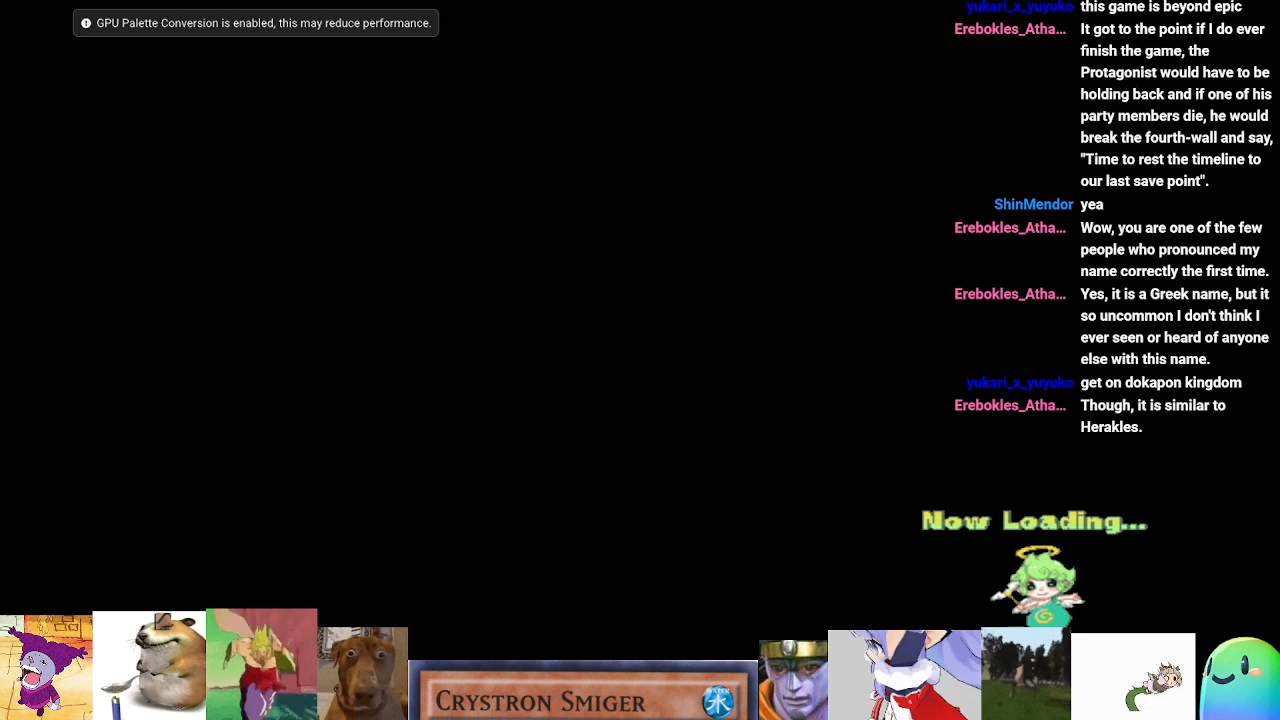 GPU Palette Conversion is enabled, this may reduce performance.
yukari_x_yuyuko this game is beyond epic
Erebokles_Atha... It got to the point if I do ever
finish the game, the
Protagonist would have to be
holding back and if one of his
party members die, he would
break the fourth-wall and say,
"Time to rest the timeline to
our last save point".
ShinMendor yea
Erebokles_Atha... Wow, you are one of the few
people who pronounced my
name correctly the first time.
Erebokles_Atha... Yes, it is a Greek name, but it
so uncommon I don't think I
ever seen or heard of anyone
else with this name.
yukari_x_yuyuko get on dokapon kingdom
Erebokles_Atha... Though, it is similar to
Herakles.
Now Loading...
CRYSTRON SMIGER
WATER
水